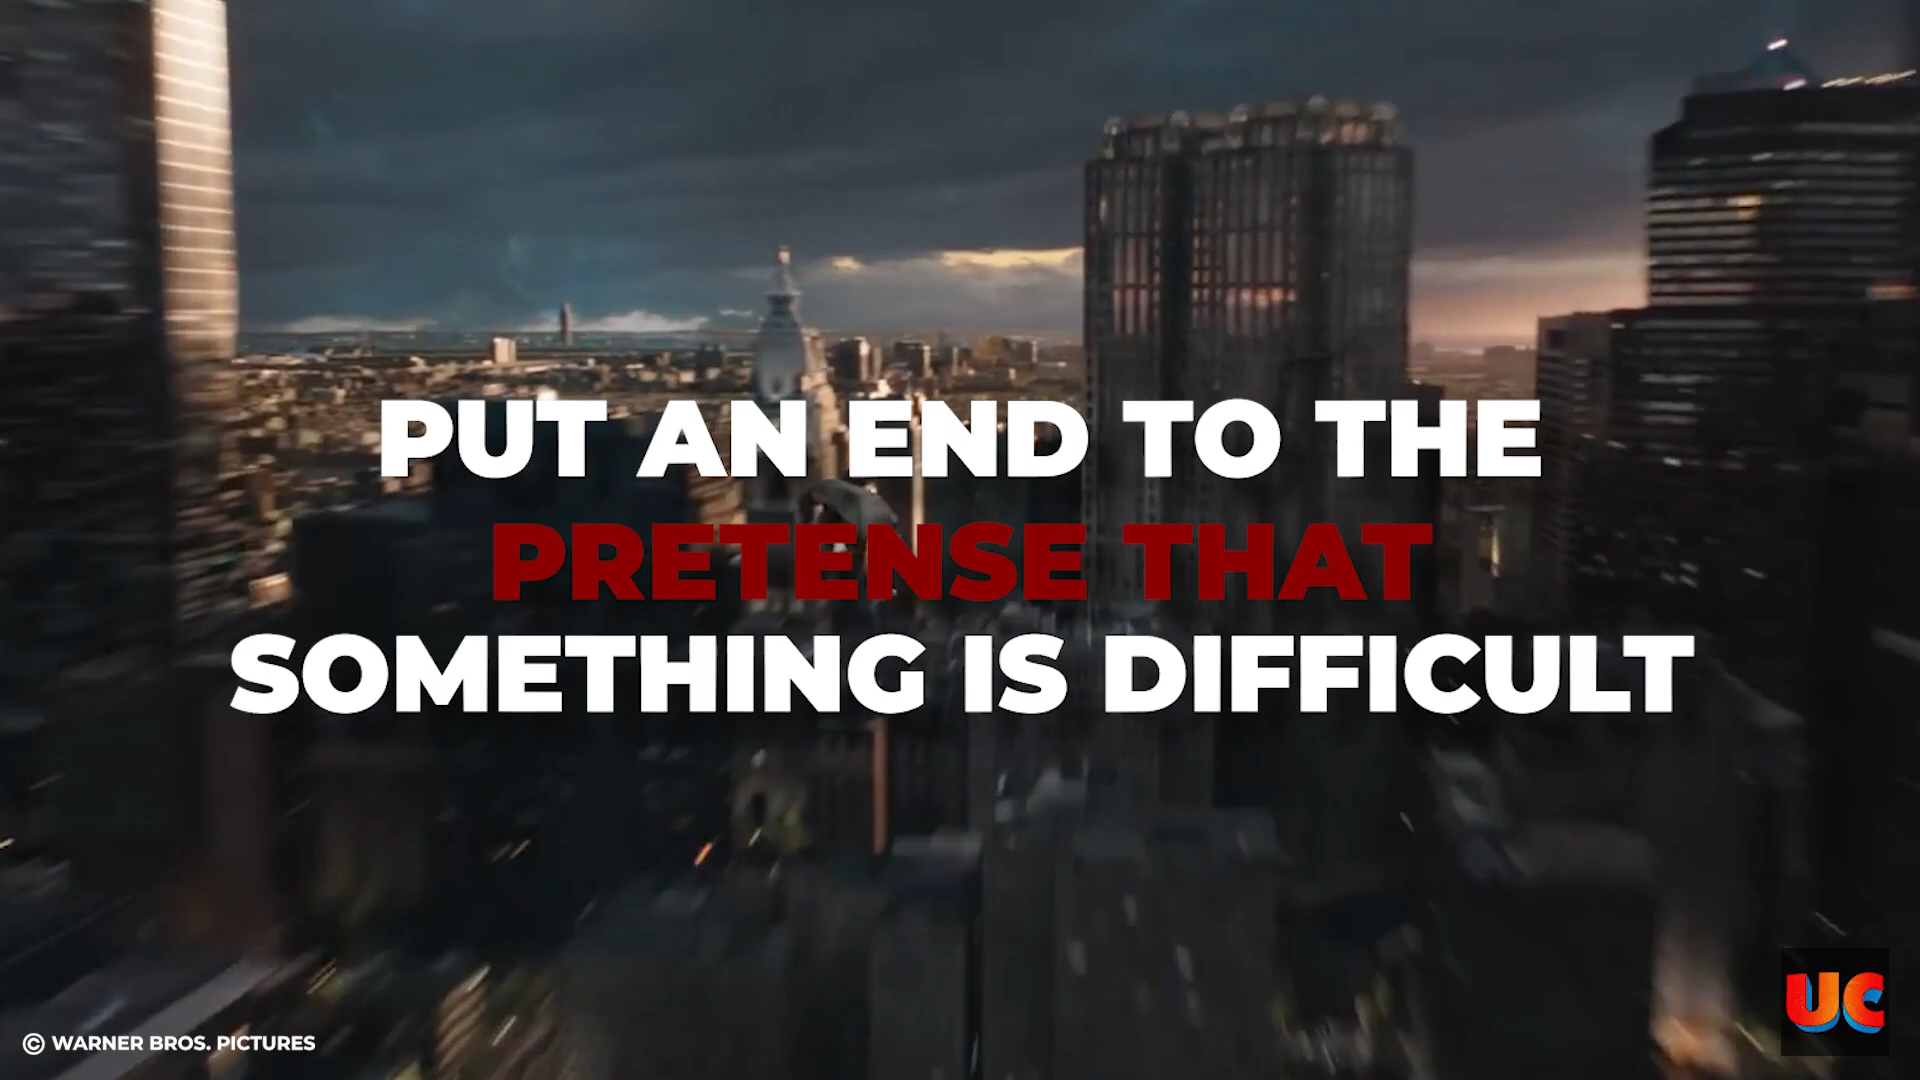 PUT AN END TO THE
PRETENSE THAT
SOMETHING IS DIFFICULT
© WARNER BROS. PICTURES
UC